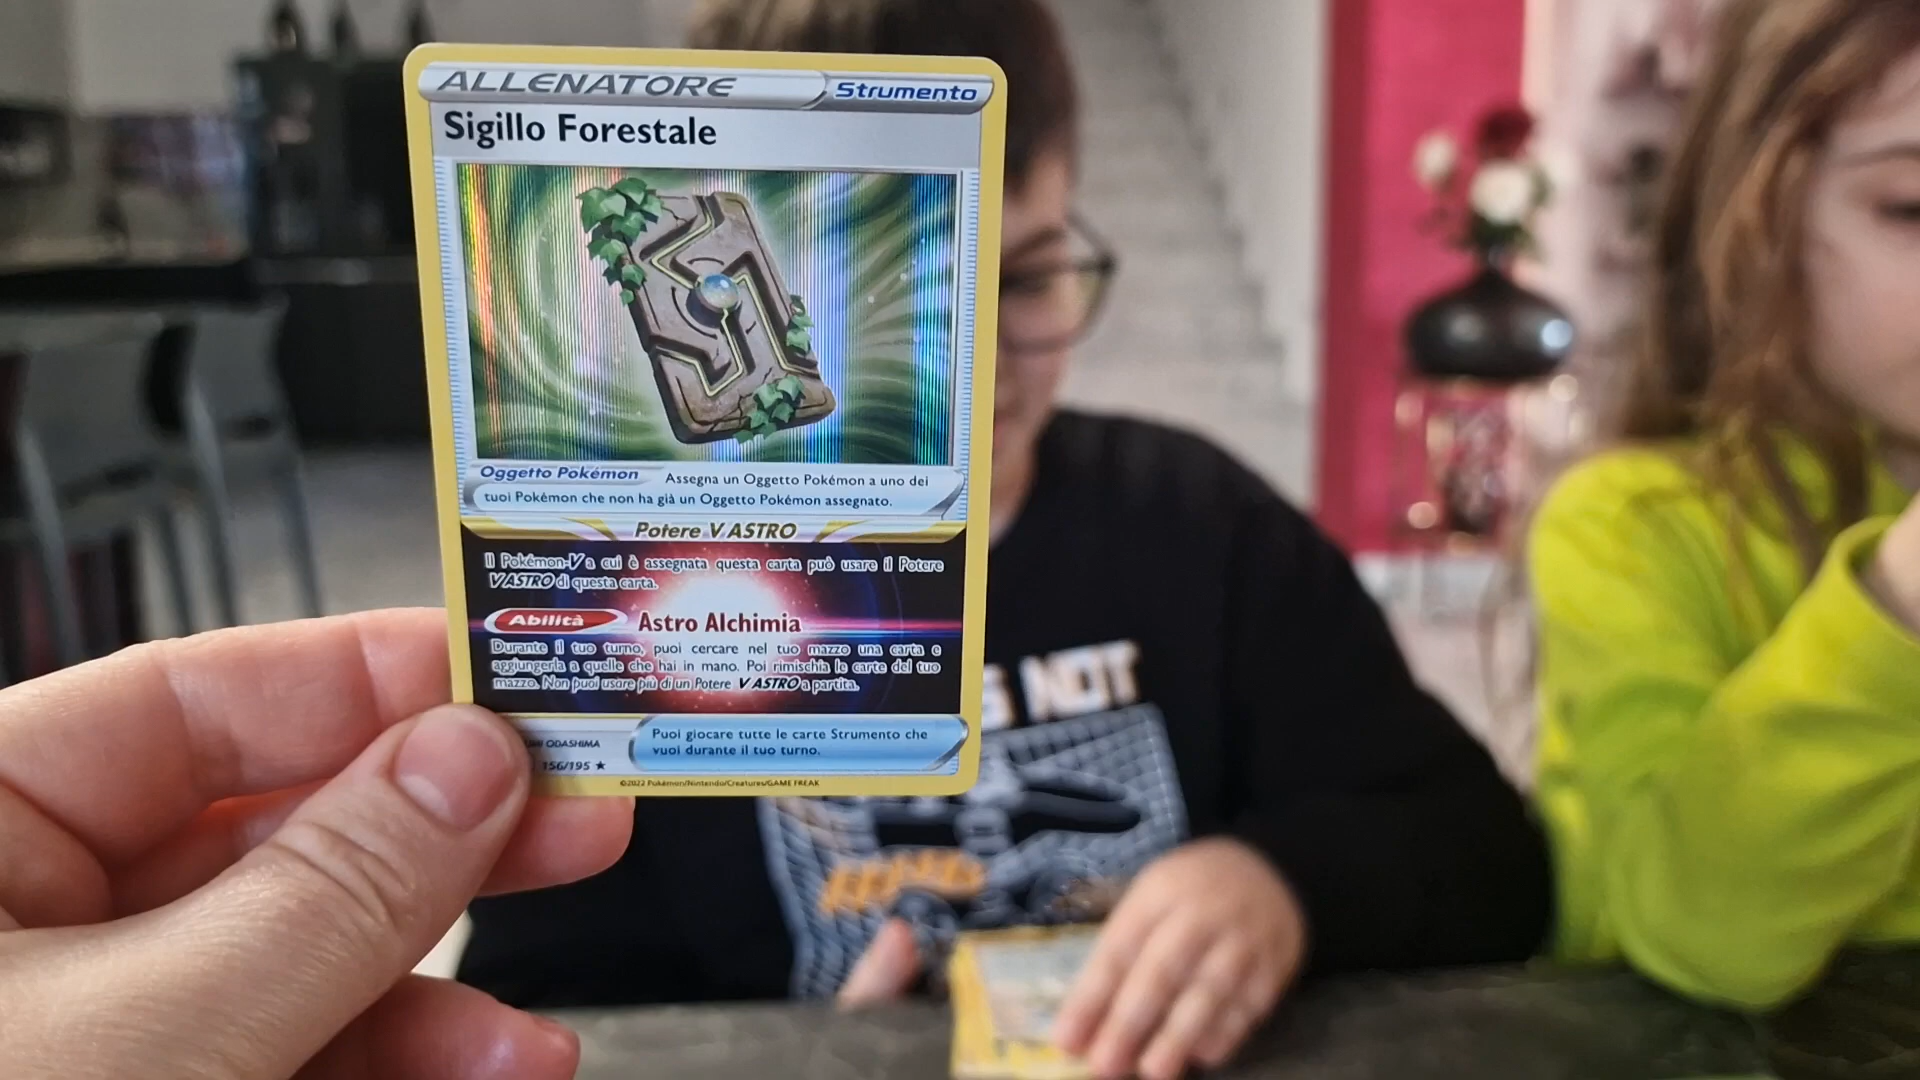 ALLENATORE
Strumento
Sigillo Forestale
Oggetto Pokémon Assegna un Oggetto Pokémon a uno dei
tuoi Pokémon che non ha già un Oggetto Pokémon assegnato.
Potere V ASTRO
Il Pokémon-V a cui è assegnata questa carta può usare il Potere
V ASTRO di questa carta.
Abilità Astro Alchimia
Durante il tuo turno, puoi cercare nel tuo mazzo una carta e
aggiungerla a quelle che hai in mano. Poi rimischia le carte del tuo
mazzo. Non puoi usare più di un Potere V ASTRO a partita.
Puoi giocare tutte le carte Strumento che
vuoi durante il tuo turno.
ODASHIMA
156/195 ★
©2022 Pokémon/Nintendo/Creatures/GAME FREAK
NOT